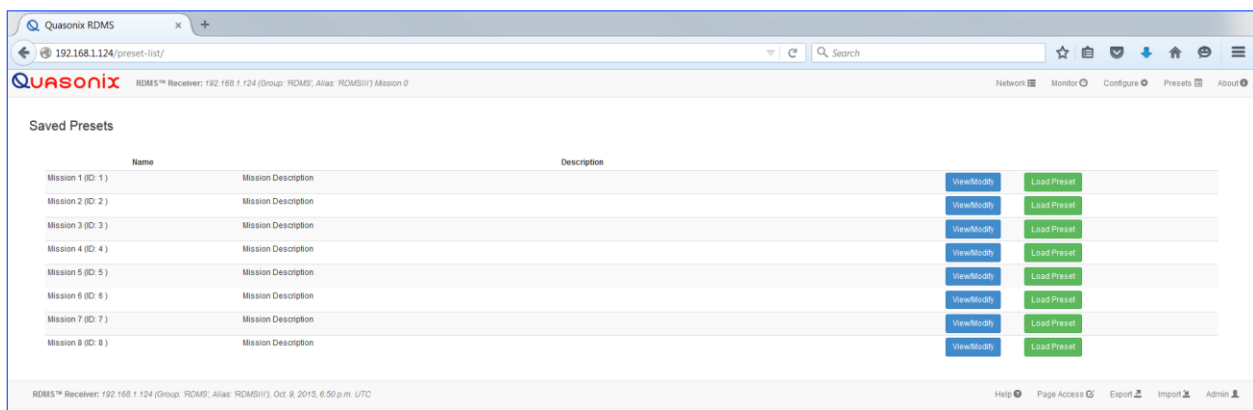 Quasonix RDMS × +
192.168.1.124/preset-list/ Search
Quasonix RDMS™ Receiver: 192.168.1.124 (Group: 'RDMS', Alias: 'RDMSIII') Mission 0 Network Monitor Configure Presets About
Saved Presets
Name Description
Mission 1 (ID: 1 ) Mission Description View/Modify Load Preset
Mission 2 (ID: 2 ) Mission Description View/Modify Load Preset
Mission 3 (ID: 3 ) Mission Description View/Modify Load Preset
Mission 4 (ID: 4 ) Mission Description View/Modify Load Preset
Mission 5 (ID: 5 ) Mission Description View/Modify Load Preset
Mission 6 (ID: 6 ) Mission Description View/Modify Load Preset
Mission 7 (ID: 7 ) Mission Description View/Modify Load Preset
Mission 8 (ID: 8 ) Mission Description View/Modify Load Preset
RDMS™ Receiver: 192.168.1.124 (Group: 'RDMS', Alias: 'RDMSIII'), Oct. 9, 2015, 6:50 p.m. UTC Help Page Access Export Import Admin